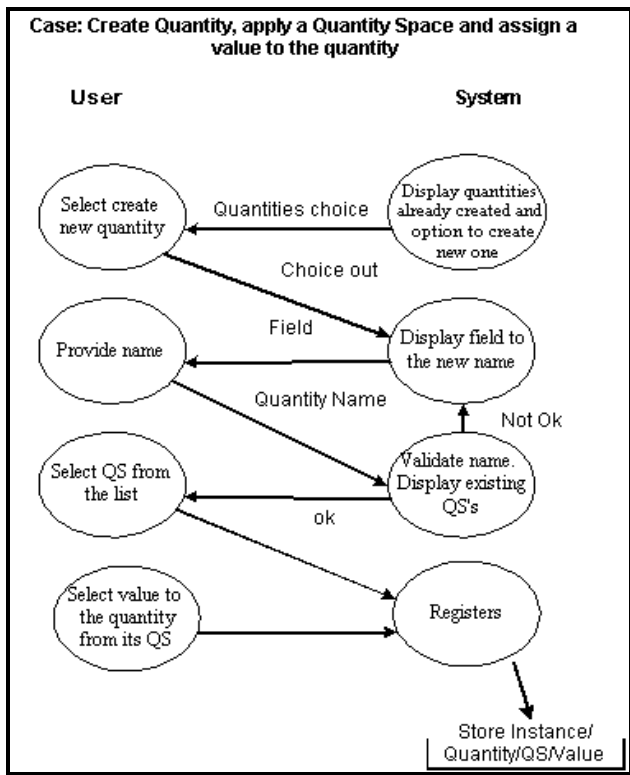 Case: Create Quantity, apply a Quantity Space and assign a
value to the quantity
User
System
Select create
new quantity
Quantities choice
Display quantities
already created and
option to create
new one
Choice out
Provide name
Field
Display field to
the new name
Quantity Name
Not Ok
Select QS from
the list
Validate name.
Display existing
QS's
ok
Select value to
the quantity
from its QS
Registers
Store Instance/
Quantity/QS/Value